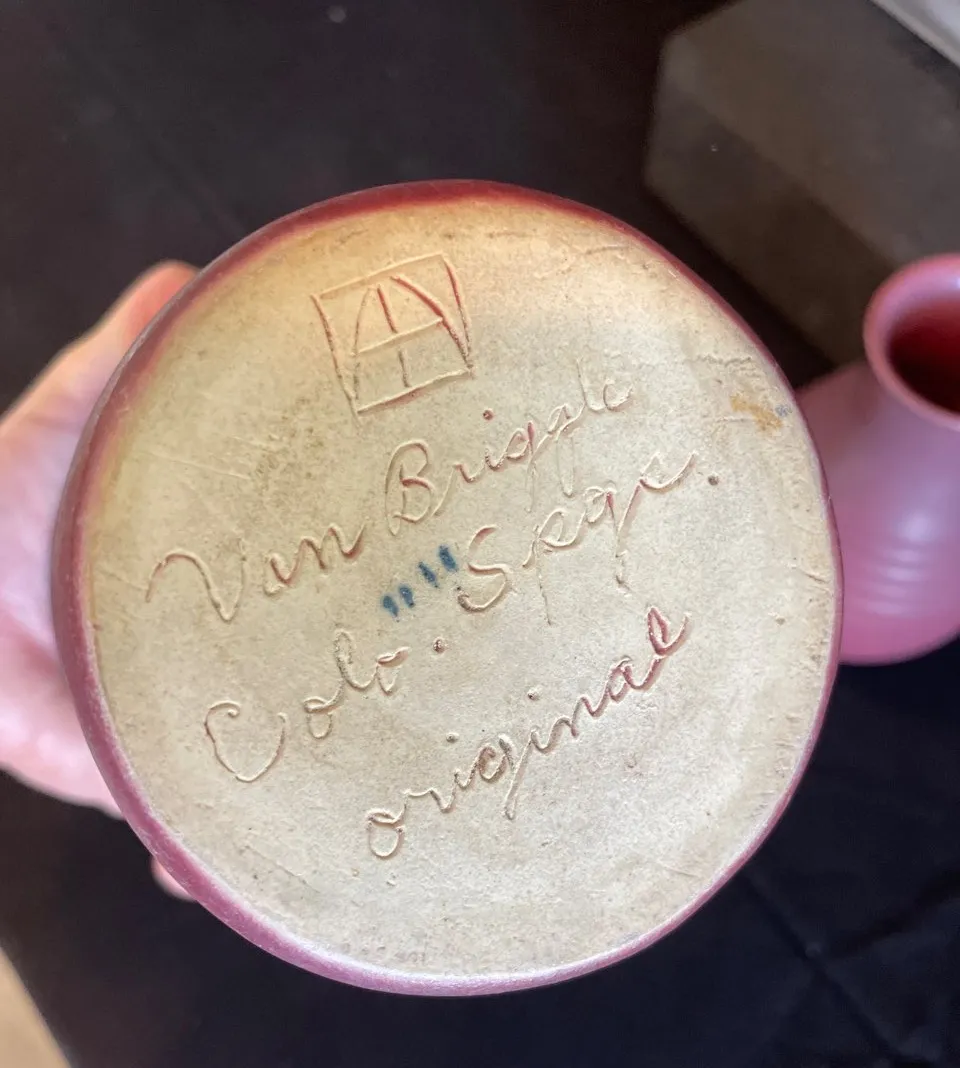 Van Briggle
Colo. Spgs.
original